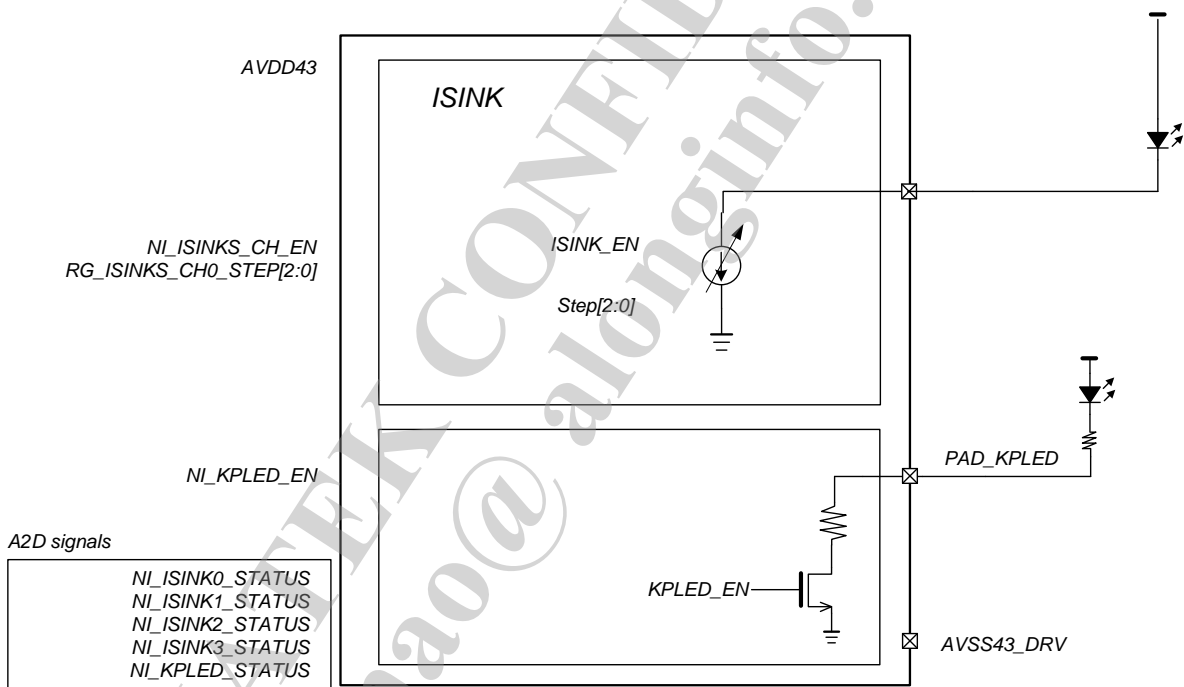 AVDD43
ISINK
NI_ISINKS_CH_EN
RG_ISINKS_CH0_STEP[2:0]
ISINK_EN
Step[2:0]
NI_KPLED_EN
PAD_KPLED
KPLED_EN
AVSS43_DRV
A2D signals
NI_ISINK0_STATUS
NI_ISINK1_STATUS
NI_ISINK2_STATUS
NI_ISINK3_STATUS
NI_KPLED_STATUS